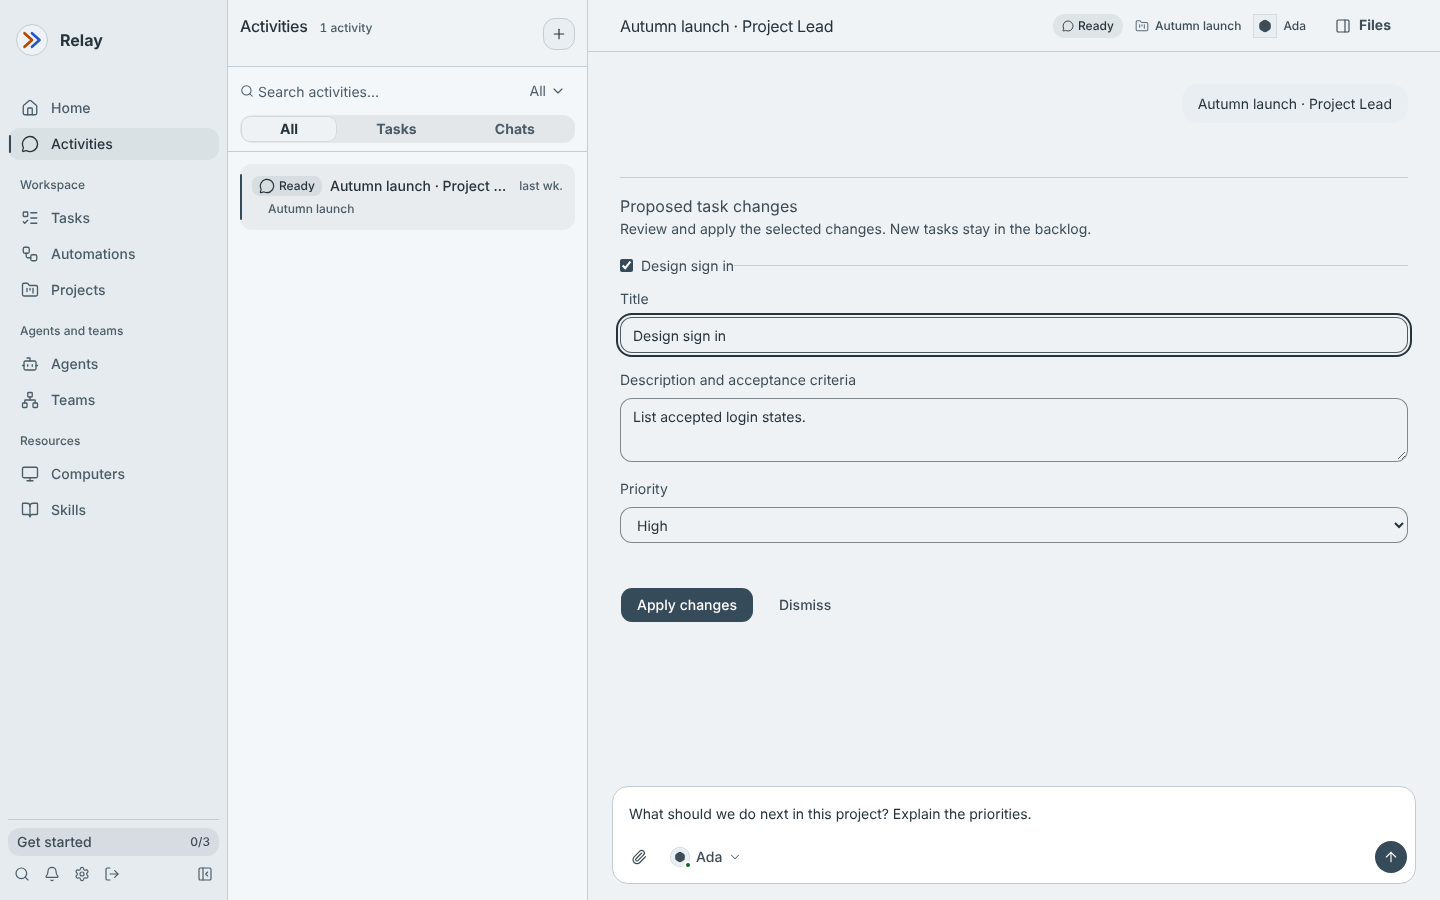 Relay
Home
Activities
Workspace
Tasks
Automations
Projects
Agents and teams
Agents
Teams
Resources
Computers
Skills
Get started 0/3
Activities 1 activity
Search activities...
All
All Tasks Chats
Ready Autumn launch · Project ... last wk.
Autumn launch
Autumn launch · Project Lead
Ready Autumn launch Ada Files
Autumn launch · Project Lead
Proposed task changes
Review and apply the selected changes. New tasks stay in the backlog.
Design sign in
Title
Design sign in
Description and acceptance criteria
List accepted login states.
Priority
High
Apply changes Dismiss
What should we do next in this project? Explain the priorities.
Ada